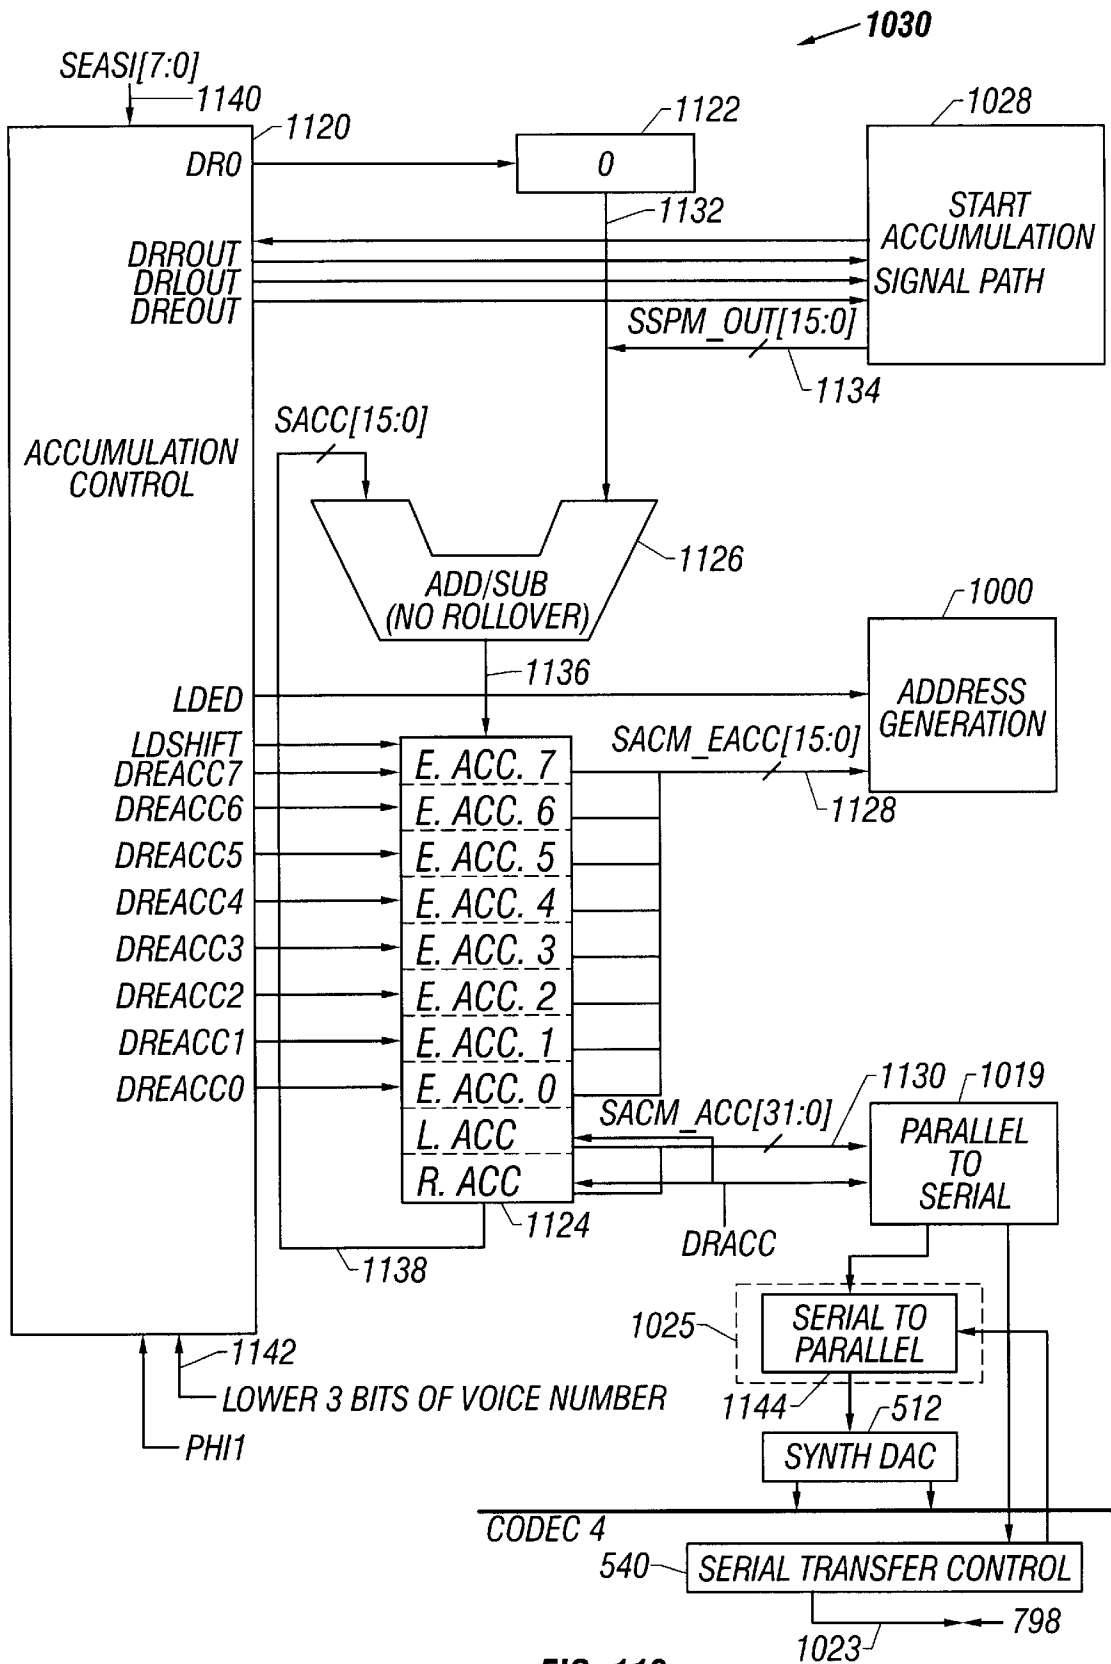 1030
SEASI[7:0]
1140
1120
1122
1028
DR0
0
1132
START
ACCUMULATION
DRROUT
DRLOUT
SIGNAL PATH
DREOUT
SSPM_OUT[15:0]
1134
SACC[15:0]
ACCUMULATION
CONTROL
1126
ADD/SUB
(NO ROLLOVER)
1000
1136
LDED
ADDRESS
GENERATION
LDSHIFT
SACM_EACC[15:0]
DREACC7
E. ACC. 7
1128
DREACC6
E. ACC. 6
DREACC5
E. ACC. 5
DREACC4
E. ACC. 4
DREACC3
E. ACC. 3
DREACC2
E. ACC. 2
DREACC1
E. ACC. 1
DREACC0
E. ACC. 0
1130
1019
SACM_ACC[31:0]
L. ACC
PARALLEL
TO
SERIAL
R. ACC
1124
DRACC
1138
1025
SERIAL TO
PARALLEL
1142
1144
512
LOWER 3 BITS OF VOICE NUMBER
PHI1
SYNTH DAC
CODEC 4
540
SERIAL TRANSFER CONTROL
798
1023